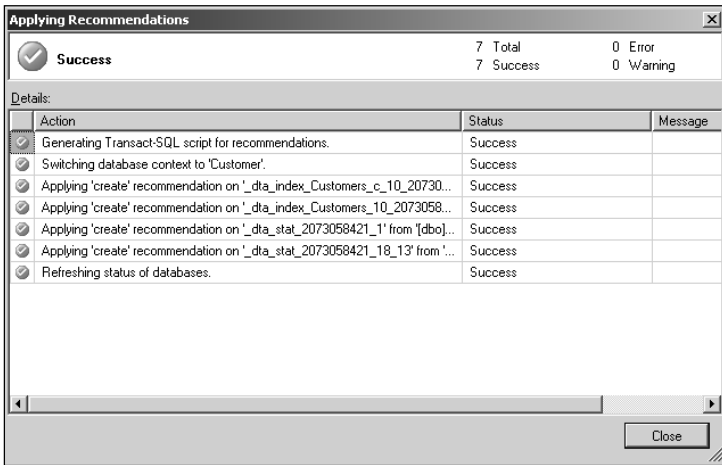 Applying Recommendations
Success
7 Total 0 Error
7 Success 0 Warning
Details:
Action Status Message
Generating Transact-SQL script for recommendations. Success
Switching database context to 'Customer'. Success
Applying 'create' recommendation on '_dta_index_Customers_c_10_20730... Success
Applying 'create' recommendation on '_dta_index_Customers_10_2073058... Success
Applying 'create' recommendation on '_dta_stat_2073058421_1' from '[dbo]... Success
Applying 'create' recommendation on '_dta_stat_2073058421_18_13' from '... Success
Refreshing status of databases. Success
Close